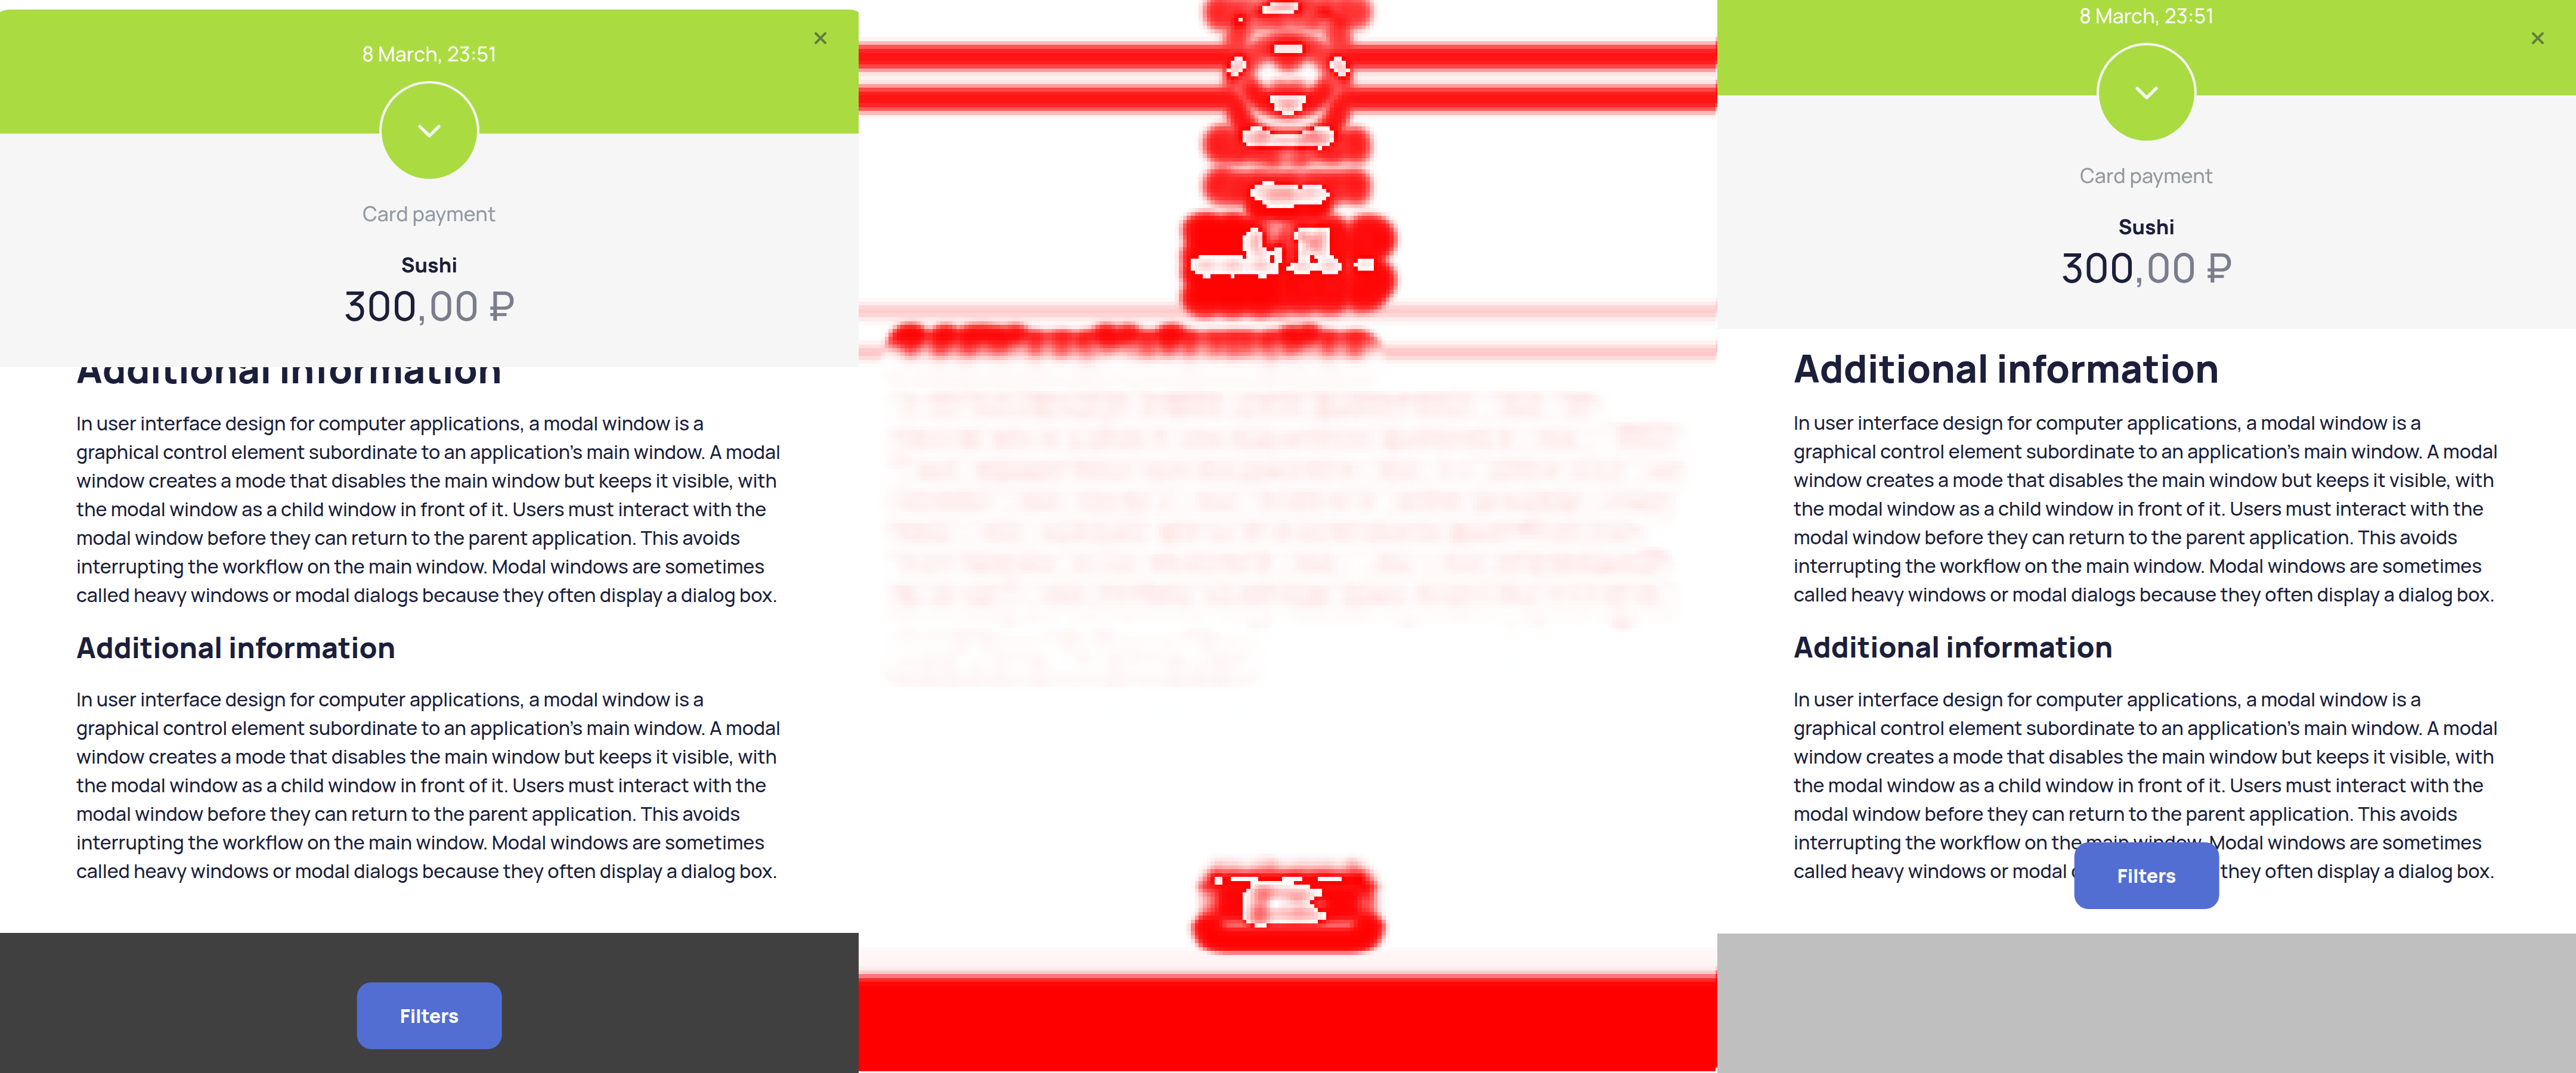 8 March, 23:51
Card payment
Sushi
300,00 ₽
Additional information
In user interface design for computer applications, a modal window is a
graphical control element subordinate to an application’s main window. A modal
window creates a mode that disables the main window but keeps it visible, with
the modal window as a child window in front of it. Users must interact with the
modal window before they can return to the parent application. This avoids
interrupting the workflow on the main window. Modal windows are sometimes
called heavy windows or modal dialogs because they often display a dialog box.
Additional information
In user interface design for computer applications, a modal window is a
graphical control element subordinate to an application’s main window. A modal
window creates a mode that disables the main window but keeps it visible, with
the modal window as a child window in front of it. Users must interact with the
modal window before they can return to the parent application. This avoids
interrupting the workflow on the main window. Modal windows are sometimes
called heavy windows or modal dialogs because they often display a dialog box.
Filters
8 March, 23:51
Card payment
Sushi
300,00 ₽
Additional information
In user interface design for computer applications, a modal window is a
graphical control element subordinate to an application’s main window. A modal
window creates a mode that disables the main window but keeps it visible, with
the modal window as a child window in front of it. Users must interact with the
modal window before they can return to the parent application. This avoids
interrupting the workflow on the main window. Modal windows are sometimes
called heavy windows or modal dialogs because they often display a dialog box.
Additional information
In user interface design for computer applications, a modal window is a
graphical control element subordinate to an application’s main window. A modal
window creates a mode that disables the main window but keeps it visible, with
the modal window as a child window in front of it. Users must interact with the
modal window before they can return to the parent application. This avoids
interrupting the workflow on the main window. Modal windows are sometimes
called heavy windows or modal they often display a dialog box.
Filters